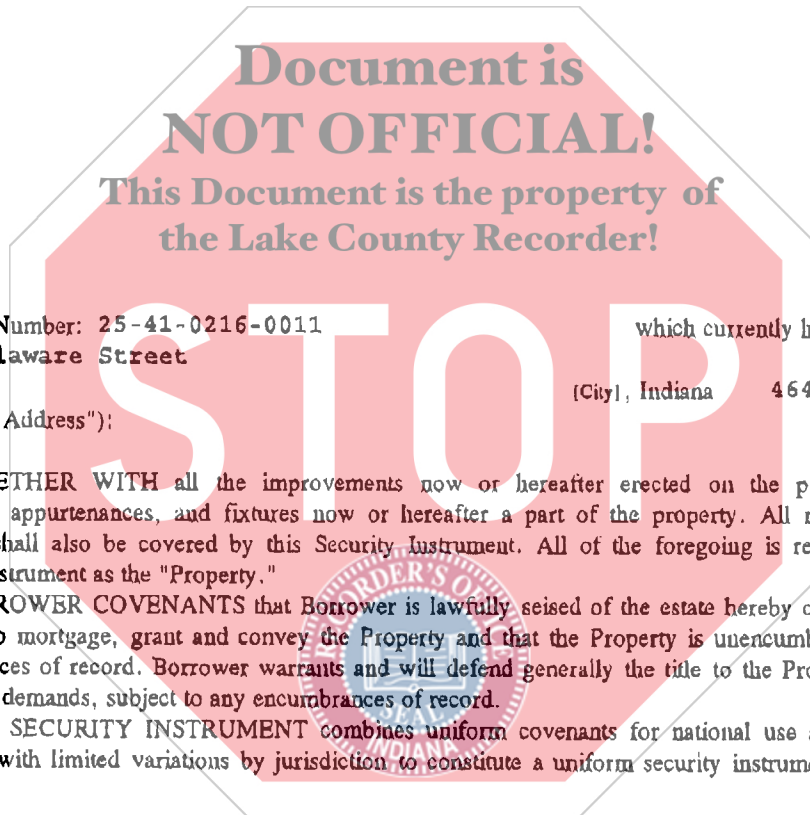 Document is
NOT OFFICIAL!
This Document is the property of
the Lake County Recorder!
STOP
Number: 25-41-0216-0011 which currently
laware Street
[City], Indiana 464
Address"):
ETHER WITH all the improvements now or hereafter erected on the p
appurtenances, and fixtures now or hereafter a part of the property. All
hall also be covered by this Security Instrument. All of the foregoing is re
strument as the "Property."
ROWER COVENANTS that Borrower is lawfully seised of the estate hereby
mortgage, grant and convey the Property and that the Property is unencumb
ces of record. Borrower warrants and will defend generally the title to the Pro
demands, subject to any encumbrances of record.
SECURITY INSTRUMENT combines uniform covenants for national use
with limited variations by jurisdiction to constitute a uniform security instrume
RECORDER'S OFFICE
SEAL
INDIANA